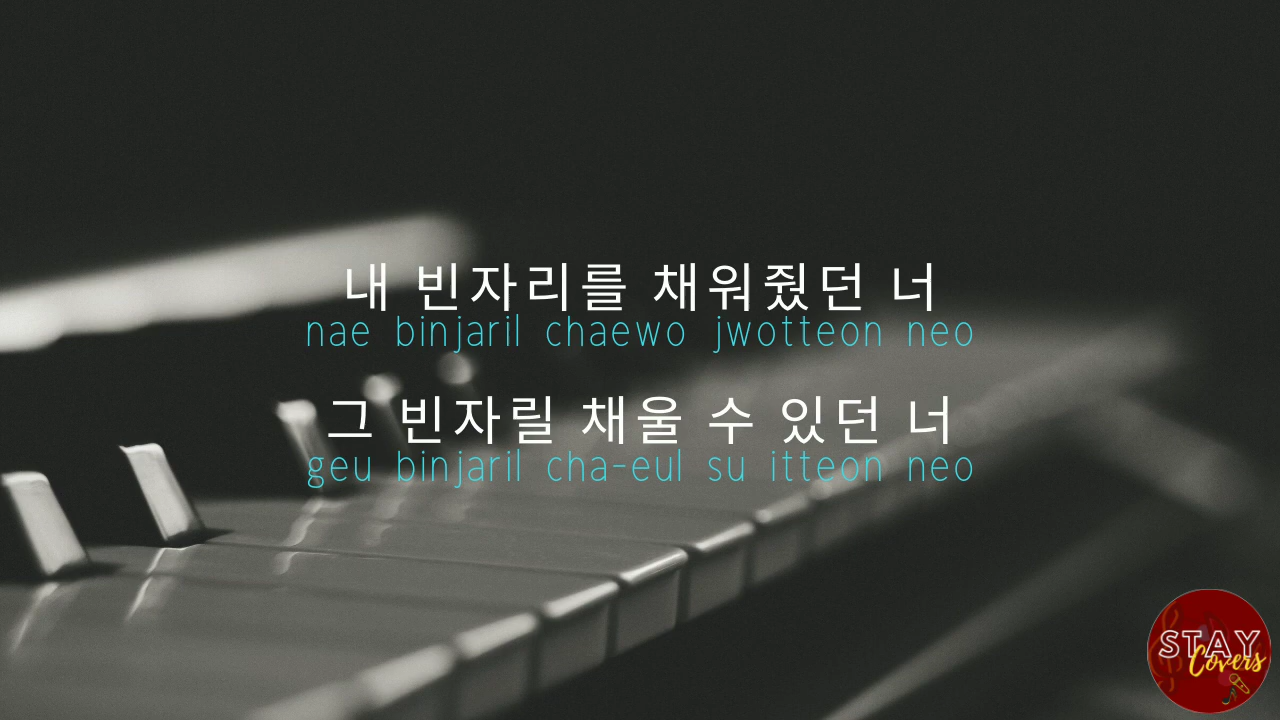 내 빈자리를 채워줬던 너
nae binjaril chaewo jwotteon neo
그 빈자릴 채울 수 있던 너
geu binjaril cha-eul su itteon neo
STAY
Covers